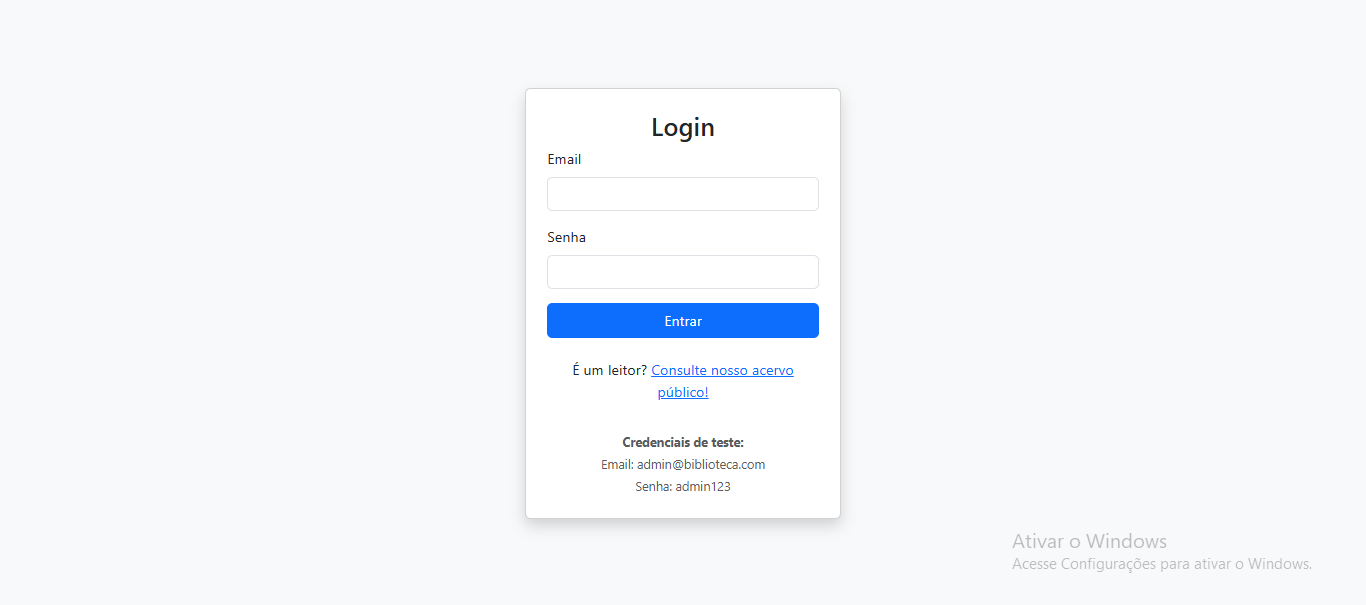 Login
Email
Senha
Entrar
É um leitor? Consulte nosso acervo
público!
Credenciais de teste:
Email: admin@biblioteca.com
Senha: admin123
Ativar o Windows
Acesse Configurações para ativar o Windows.